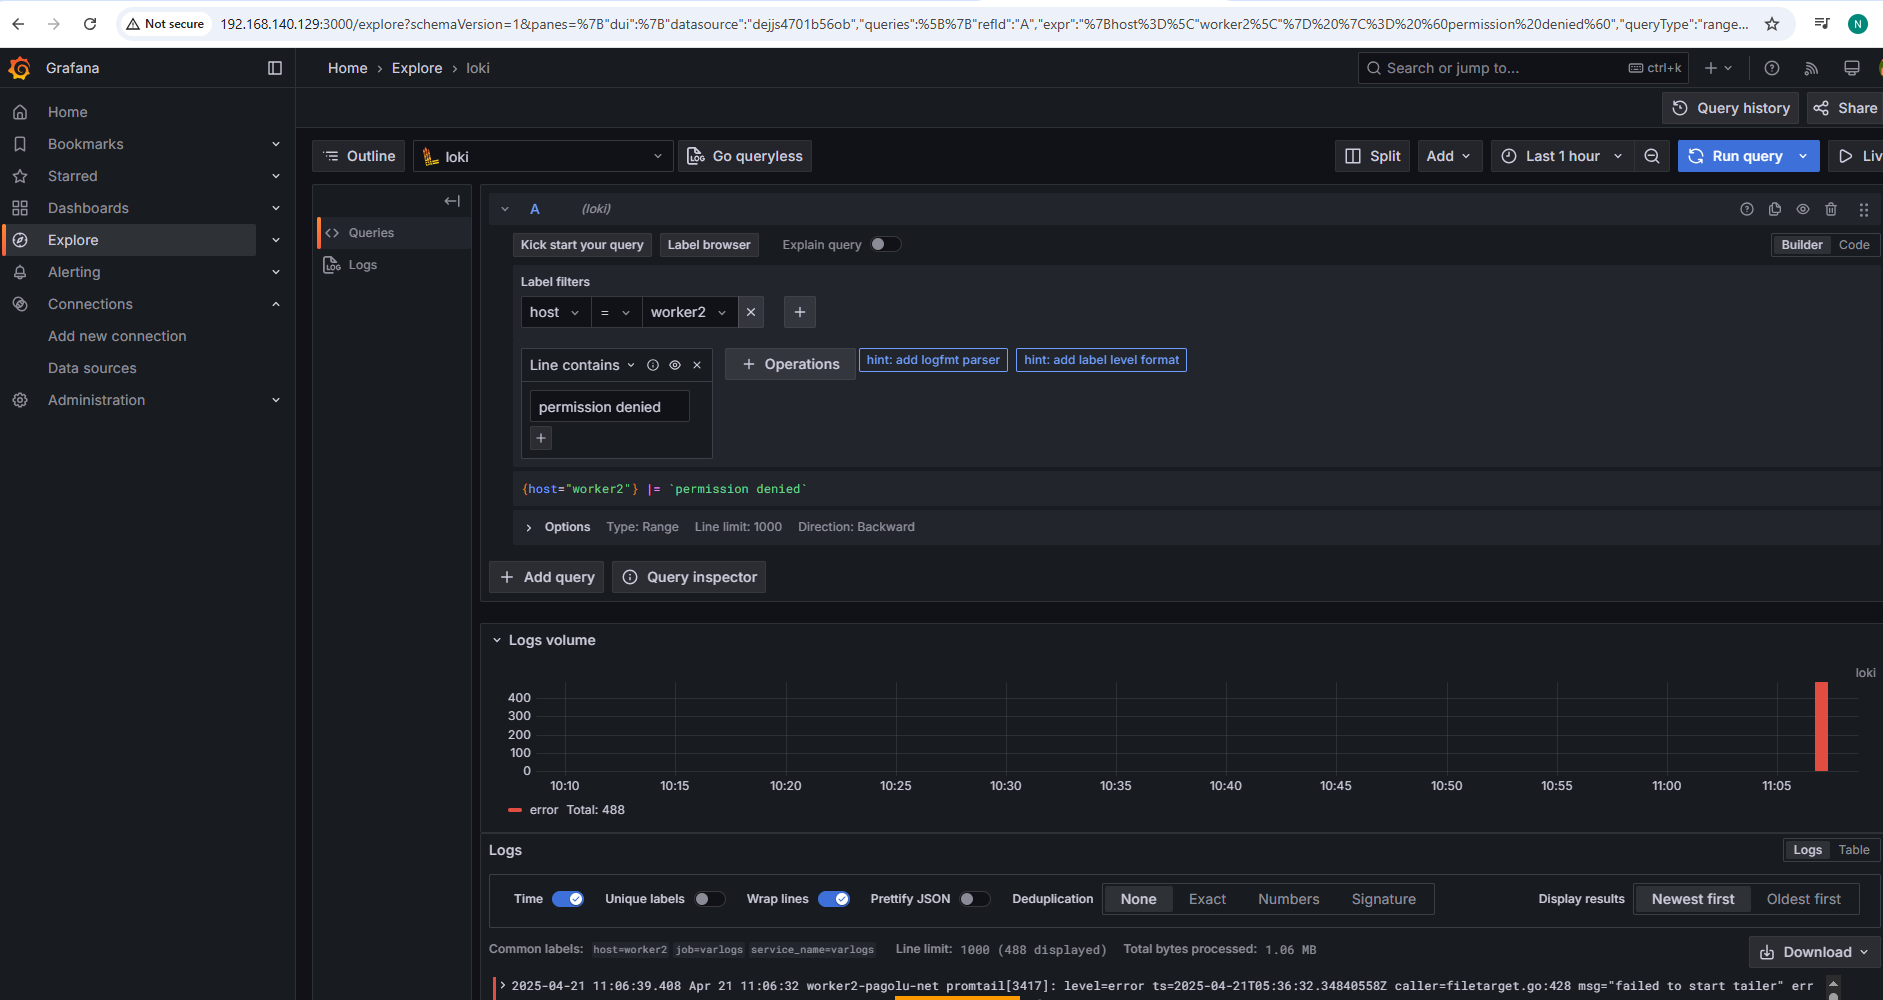 Not secure
192.168.140.129:3000/explore?schemaVersion=1&panes=%7B"dui":%7B"datasource":"dejjs4701b56ob","queries":%5B%7B"refId":"A","expr":"%7Bhost%3D%5C"worker2%5C"%7D%20%7C%3D%20%60permission%20denied%60","queryType":"range...
N
Grafana
Home › Explore › loki
Search or jump to...
ctrl+k
Home
Bookmarks
Starred
Dashboards
Explore
Alerting
Connections
Add new connection
Data sources
Administration
Query history
Share
Outline
loki
Go queryless
Split
Add
Last 1 hour
Run query
Liv
Queries
Logs
A (loki)
Kick start your query
Label browser
Explain query
Builder
Code
Label filters
host = worker2
Line contains
Operations
hint: add logfmt parser
hint: add label level format
permission denied
{host="worker2"} |= `permission denied`
Options Type: Range Line limit: 1000 Direction: Backward
Add query
Query inspector
Logs volume
loki
400
300
200
100
0
10:10 10:15 10:20 10:25 10:30 10:35 10:40 10:45 10:50 10:55 11:00 11:05
error Total: 488
Logs
Logs Table
Time
Unique labels
Wrap lines
Prettify JSON
Deduplication
None Exact Numbers Signature
Display results
Newest first Oldest first
Common labels: host=worker2 job=varlogs service_name=varlogs Line limit: 1000 (488 displayed) Total bytes processed: 1.06 MB
Download
2025-04-21 11:06:39.408 Apr 21 11:06:32 worker2-pagolu-net promtail[3417]: level=error ts=2025-04-21T05:36:32.34840558Z caller=filetarget.go:428 msg="failed to start tailer" err